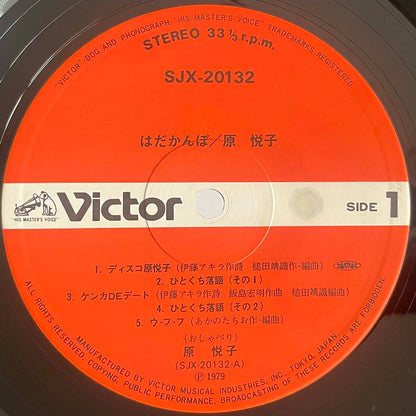 "VICTOR"-DOG AND PHONOGRAPH-"HIS MASTER'S VOICE" TRADEMARKS REGISTERED.
STEREO 33 1/3 r.p.m.
SJX-20132
はだかんぼ/原 悦子
"HIS MASTER'S VOICE"
Victor
SIDE 1
1. ディスコ原悦子(伊藤アキラ作詩 槌田靖識作・編曲)
2. ひとくち落語(その1)
3. ケンカDEデート(伊藤アキラ作詩 飯島宏明作曲 槌田靖識編曲)
4. ひとくち落語(その2)
5. ウ・フ・フ(あかのたちお作・編曲)
(おしゃべり)
原 悦子
(SJX-20132-A)
Ⓟ 1979
MANUFACTURED BY VICTOR MUSICAL INDUSTRIES, INC., TOKYO, JAPAN.
ALL RIGHTS RESERVED. COPYING, PUBLIC PERFORMANCE, BROADCASTING OF THESE RECORDS ARE FORBIDDEN.